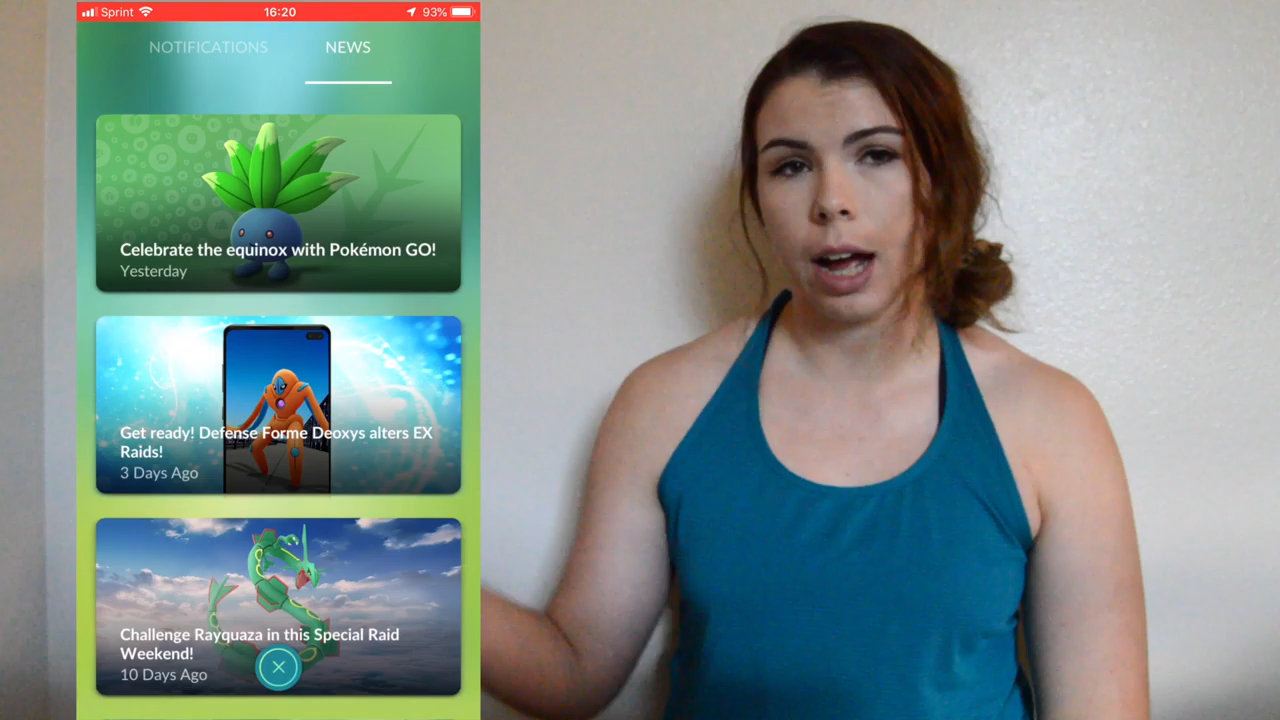 Sprint 16:20 93%
NOTIFICATIONS NEWS
Celebrate the equinox with Pokémon GO!
Yesterday
Get ready! Defense Forme Deoxys alters EX
Raids!
3 Days Ago
Challenge Rayquaza in this Special Raid
Weekend!
10 Days Ago